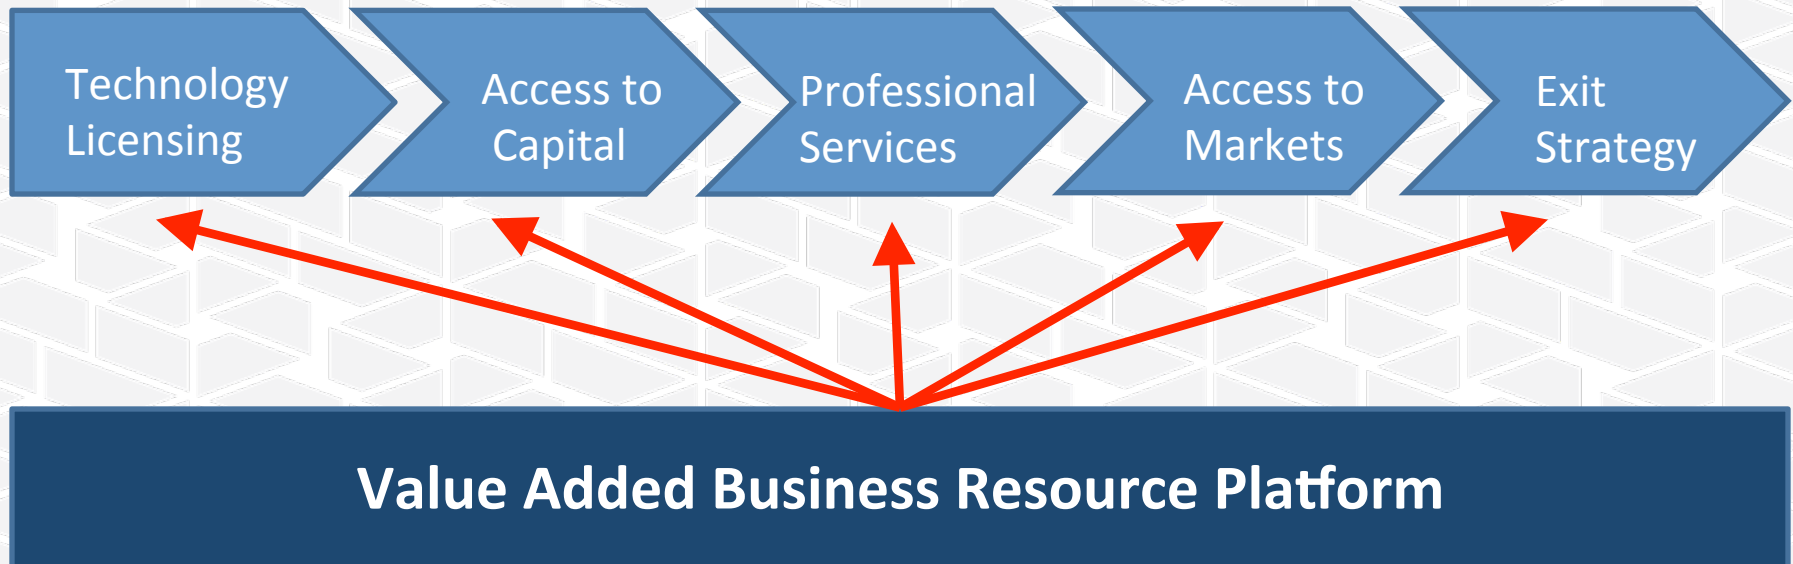 Technology
Licensing
Access to
Capital
Professional
Services
Access to
Markets
Exit
Strategy
Value Added Business Resource Platform